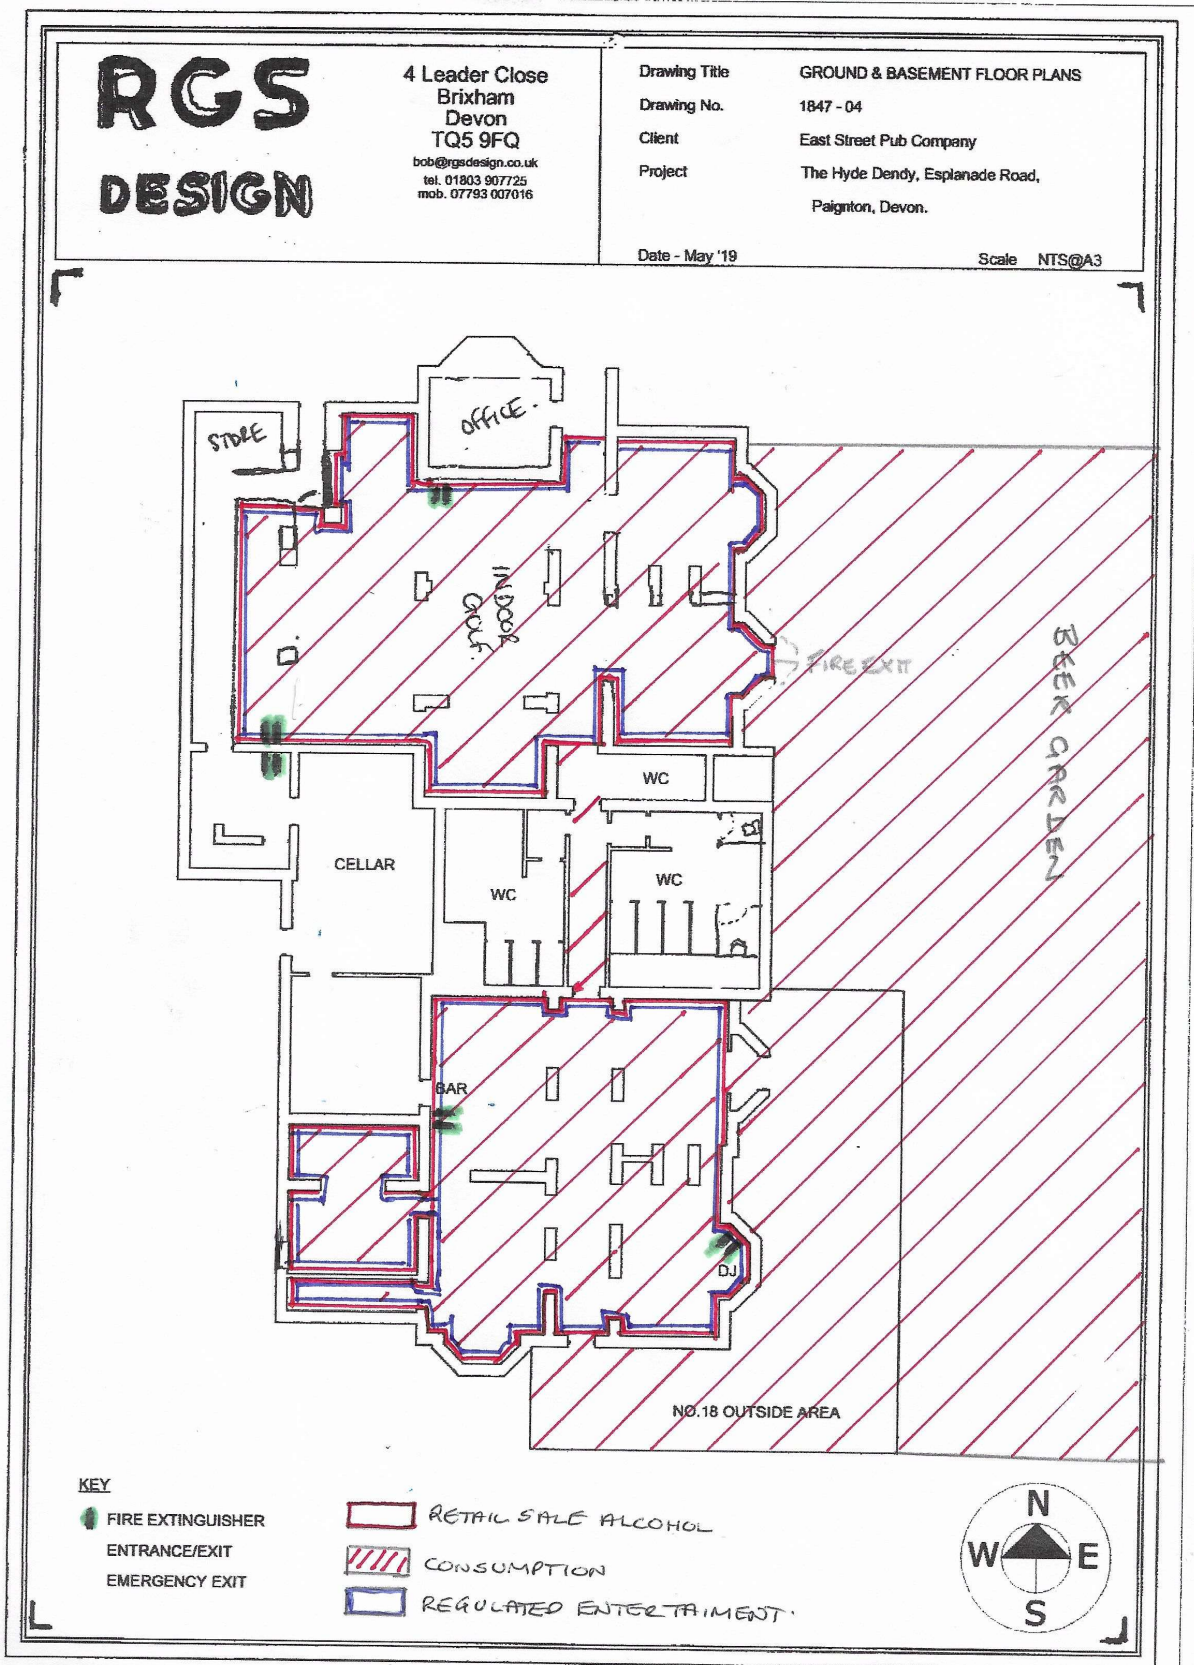 RGS
DESIGN
4 Leader Close
Brixham
Devon
TQ5 9FQ
bob@rgsdesign.co.uk
tel. 01803 907725
mob. 07793 007016
Drawing Title GROUND & BASEMENT FLOOR PLANS
Drawing No. 1847 - 04
Client East Street Pub Company
Project The Hyde Dendy, Esplanade Road,
Paignton, Devon.
Date - May '19 Scale NTS@A3
STORE
OFFICE.
INDOOR
GOLF.
FIRE EXIT
BEER GARDEN
WC
CELLAR
WC
WC
BAR
DJ
NO.18 OUTSIDE AREA
KEY
FIRE EXTINGUISHER
ENTRANCE/EXIT
EMERGENCY EXIT
RETAIL SALE ALCOHOL
CONSUMPTION
REGULATED ENTERTAIMENT.
N
W E
S